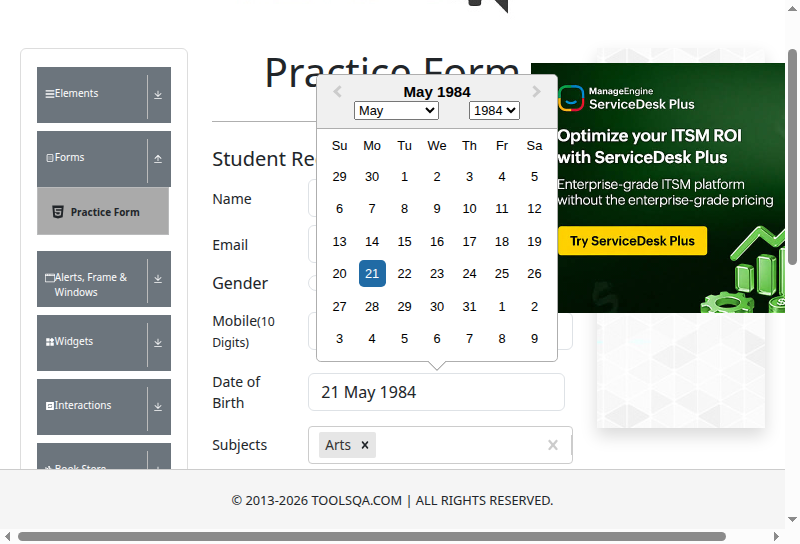 Practice Form
Elements
Forms
Practice Form
Alerts, Frame &
Windows
Widgets
Interactions
Book Store
May 1984
May
1984
Su Mo Tu We Th Fr Sa
29 30 1 2 3 4 5
6 7 8 9 10 11 12
13 14 15 16 17 18 19
20 21 22 23 24 25 26
27 28 29 30 31 1 2
3 4 5 6 7 8 9
Student Re
Name
Email
Gender
Mobile(10
Digits)
Date of
Birth
21 May 1984
Subjects
Arts ×
ManageEngine
ServiceDesk Plus
Optimize your ITSM ROI
with ServiceDesk Plus
Enterprise-grade ITSM platform
without the enterprise-grade pricing
Try ServiceDesk Plus
© 2013-2026 TOOLSQA.COM | ALL RIGHTS RESERVED.